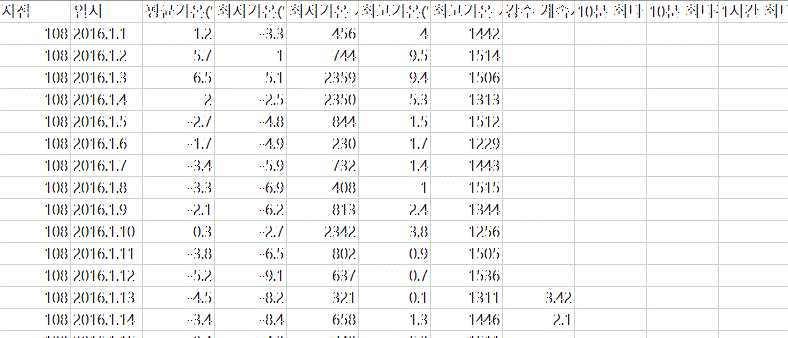 지점 일시 평균기온(' 최저기온(' 최저기온 최고기온(' 최고기온 강수 계속 10분 최다 10분 최다 1시간 최다
108 2016.1.1 1.2 -3.3 456 4 1442
108 2016.1.2 5.7 1 744 9.5 1514
108 2016.1.3 6.5 5.1 2359 9.4 1506
108 2016.1.4 2 -2.5 2350 5.3 1313
108 2016.1.5 -2.7 -4.8 844 1.5 1512
108 2016.1.6 -1.7 -4.9 230 1.7 1229
108 2016.1.7 -3.4 -5.9 732 1.4 1443
108 2016.1.8 -3.3 -6.9 408 1 1515
108 2016.1.9 -2.1 -6.2 813 2.4 1344
108 2016.1.10 0.3 -2.7 2342 3.8 1256
108 2016.1.11 -3.8 -6.5 802 0.9 1505
108 2016.1.12 -5.2 -9.1 637 0.7 1536
108 2016.1.13 -4.5 -8.2 321 0.1 1311 3.42
108 2016.1.14 -3.4 -8.4 658 1.3 1446 2.1